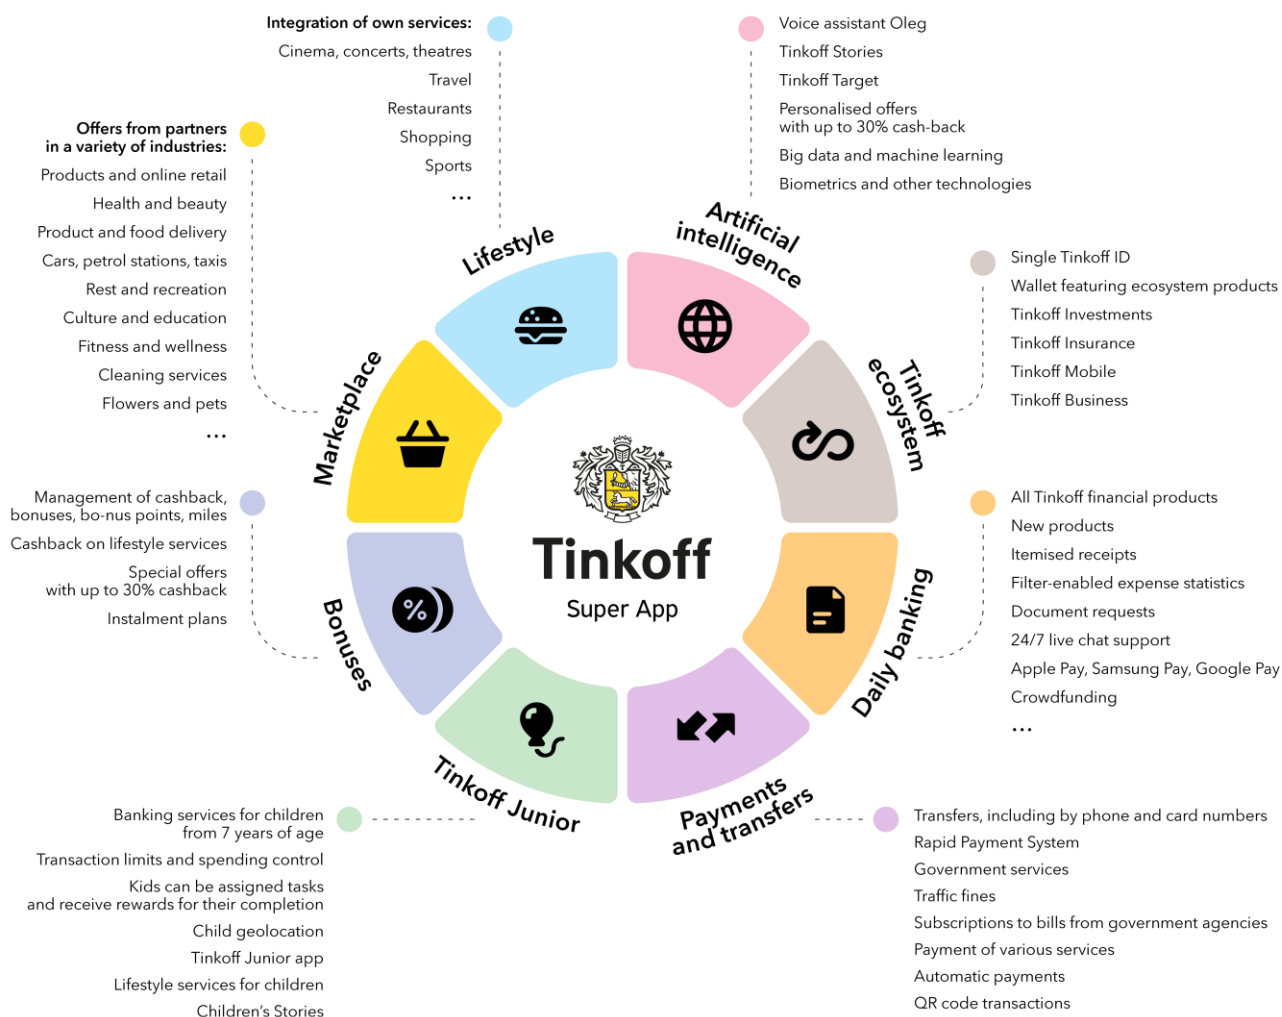 Integration of own services:
Cinema, concerts, theatres
Travel
Restaurants
Shopping
Sports
...
Voice assistant Oleg
Tinkoff Stories
Tinkoff Target
Personalised offers
with up to 30% cash-back
Big data and machine learning
Biometrics and other technologies
Offers from partners
in a variety of industries:
Products and online retail
Health and beauty
Product and food delivery
Cars, petrol stations, taxis
Rest and recreation
Culture and education
Fitness and wellness
Cleaning services
Flowers and pets
...
Single Tinkoff ID
Wallet featuring ecosystem products
Tinkoff Investments
Tinkoff Insurance
Tinkoff Mobile
Tinkoff Business
Lifestyle
Artificial
intelligence
Marketplace
Tinkoff
ecosystem
Tinkoff
Super App
%
Bonuses
Daily banking
Tinkoff Junior
Payments
and transfers
Management of cashback,
bonuses, bo-nus points, miles
Cashback on lifestyle services
Special offers
with up to 30% cashback
Instalment plans
All Tinkoff financial products
New products
Itemised receipts
Filter-enabled expense statistics
Document requests
24/7 live chat support
Apple Pay, Samsung Pay, Google Pay
Crowdfunding
...
Banking services for children
from 7 years of age
Transaction limits and spending control
Kids can be assigned tasks
and receive rewards for their completion
Child geolocation
Tinkoff Junior app
Lifestyle services for children
Children's Stories
Transfers, including by phone and card numbers
Rapid Payment System
Government services
Traffic fines
Subscriptions to bills from government agencies
Payment of various services
Automatic payments
QR code transactions